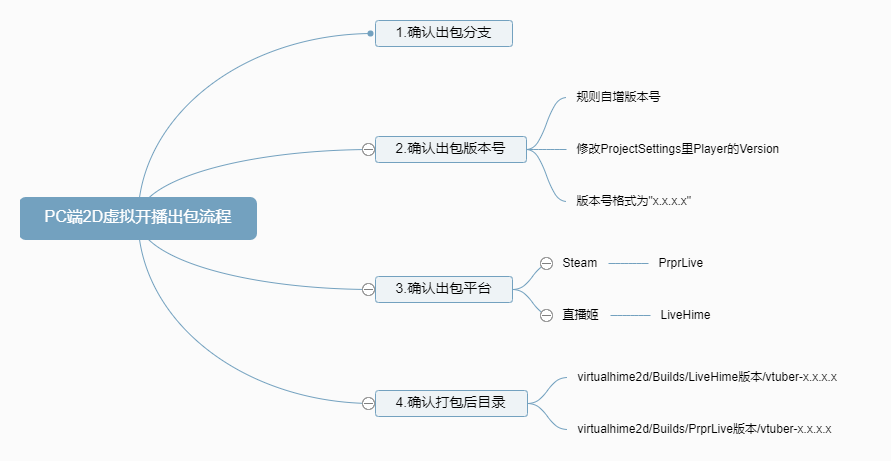 PC端2D虚拟开播出包流程
1.确认出包分支
2.确认出包版本号
规则自增版本号
修改ProjectSettings里Player的Version
版本号格式为"x.x.x.x"
3.确认出包平台
Steam
PrprLive
直播姬
LiveHime
4.确认打包后目录
virtualhime2d/Builds/LiveHime版本/vtuber-x.x.x.x
virtualhime2d/Builds/PrprLive版本/vtuber-x.x.x.x